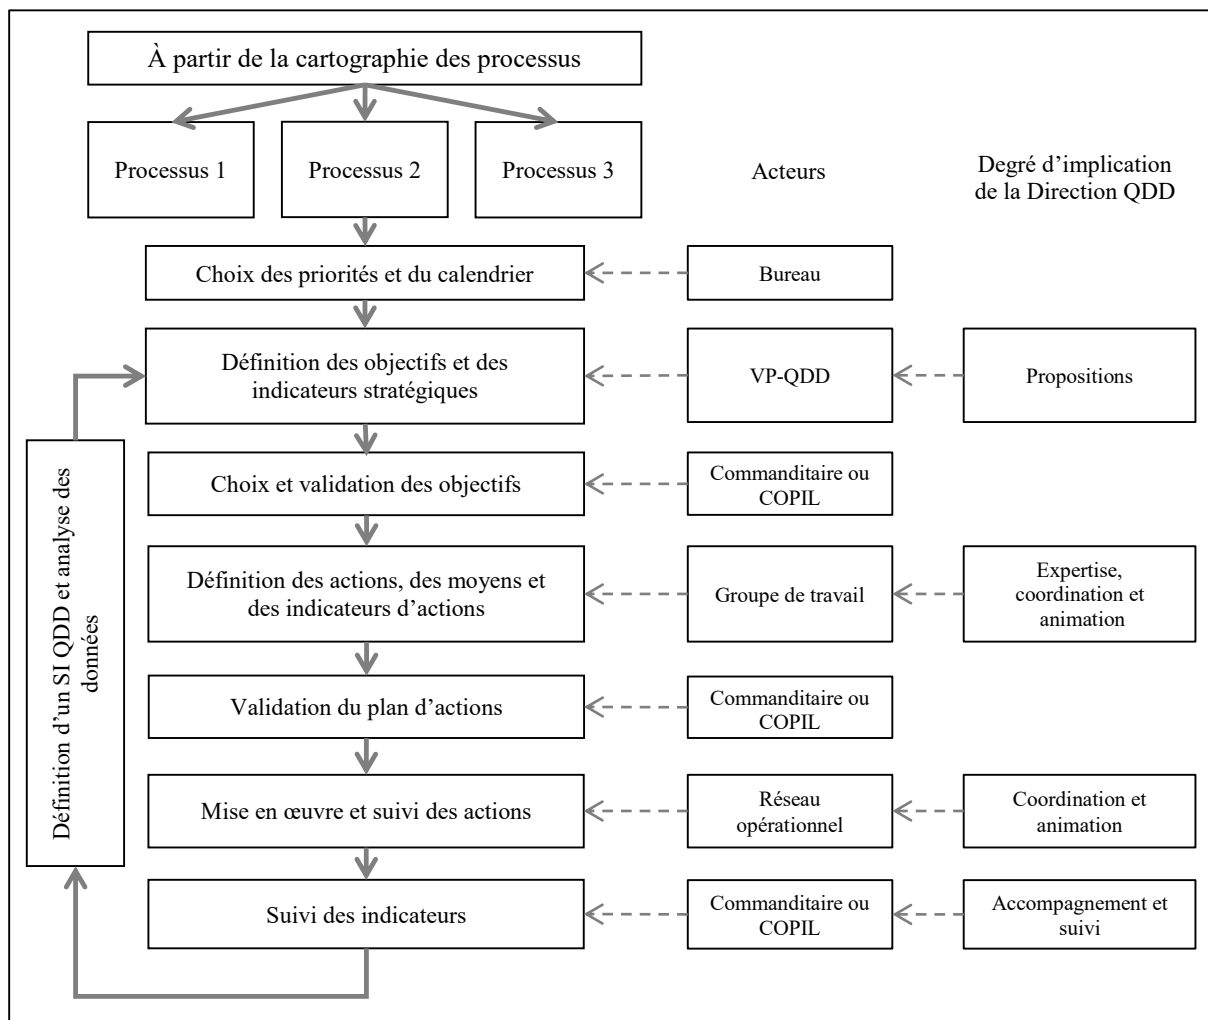 À partir de la cartographie des processus
Processus 1
Processus 2
Processus 3
Acteurs
Degré d’implication
de la Direction QDD
Choix des priorités et du calendrier
Bureau
Définition des objectifs et des
indicateurs stratégiques
VP-QDD
Propositions
Choix et validation des objectifs
Commanditaire ou
COPIL
Définition des actions, des moyens et
des indicateurs d’actions
Groupe de travail
Expertise,
coordination et
animation
Validation du plan d’actions
Commanditaire ou
COPIL
Mise en œuvre et suivi des actions
Réseau
opérationnel
Coordination et
animation
Suivi des indicateurs
Commanditaire ou
COPIL
Accompagnement et
suivi
Définition d’un SI QDD et analyse des
données